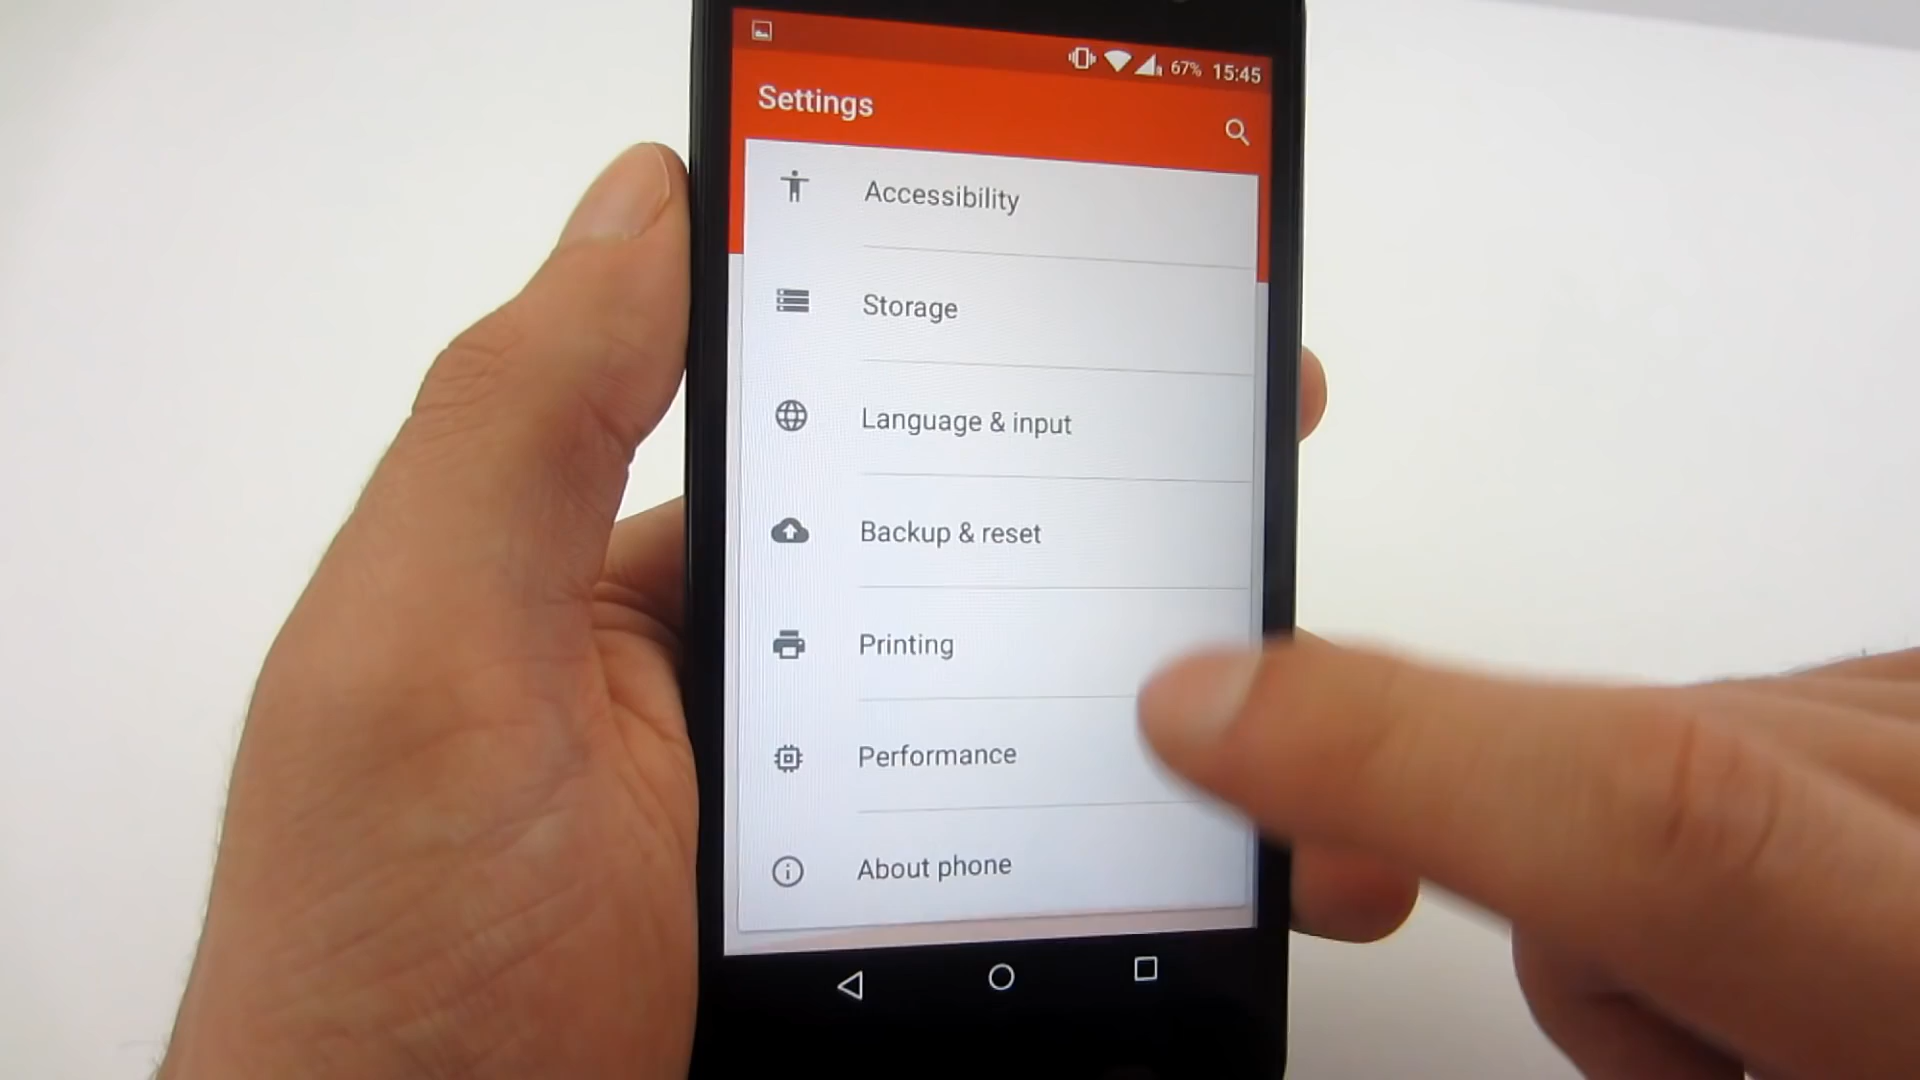 67% 15:45
Settings
Accessibility
Storage
Language & input
Backup & reset
Printing
Performance
About phone